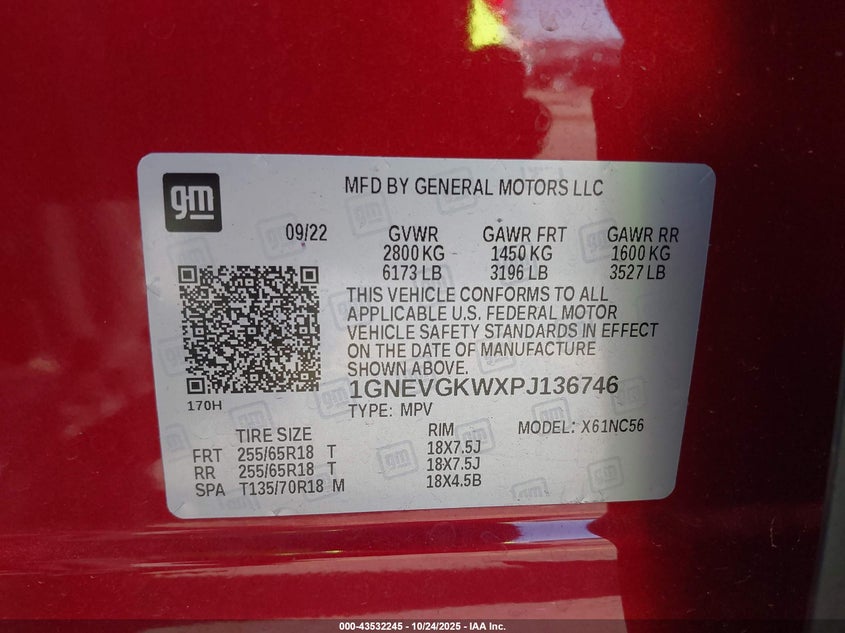 gm
MFD BY GENERAL MOTORS LLC
09/22 GVWR GAWR FRT GAWR RR
2800 KG 1450 KG 1600 KG
6173 LB 3196 LB 3527 LB
THIS VEHICLE CONFORMS TO ALL
APPLICABLE U.S. FEDERAL MOTOR
VEHICLE SAFETY STANDARDS IN EFFECT
ON THE DATE OF MANUFACTURE
SHOWN ABOVE.
1GNEVGKWXPJ136746
170H
TYPE: MPV
MODEL: X61NC56
TIRE SIZE RIM
FRT 255/65R18 T 18X7.5J
RR 255/65R18 T 18X7.5J
SPA T135/70R18 M 18X4.5B
000-43532245 - 10/24/2025 - IAA Inc.